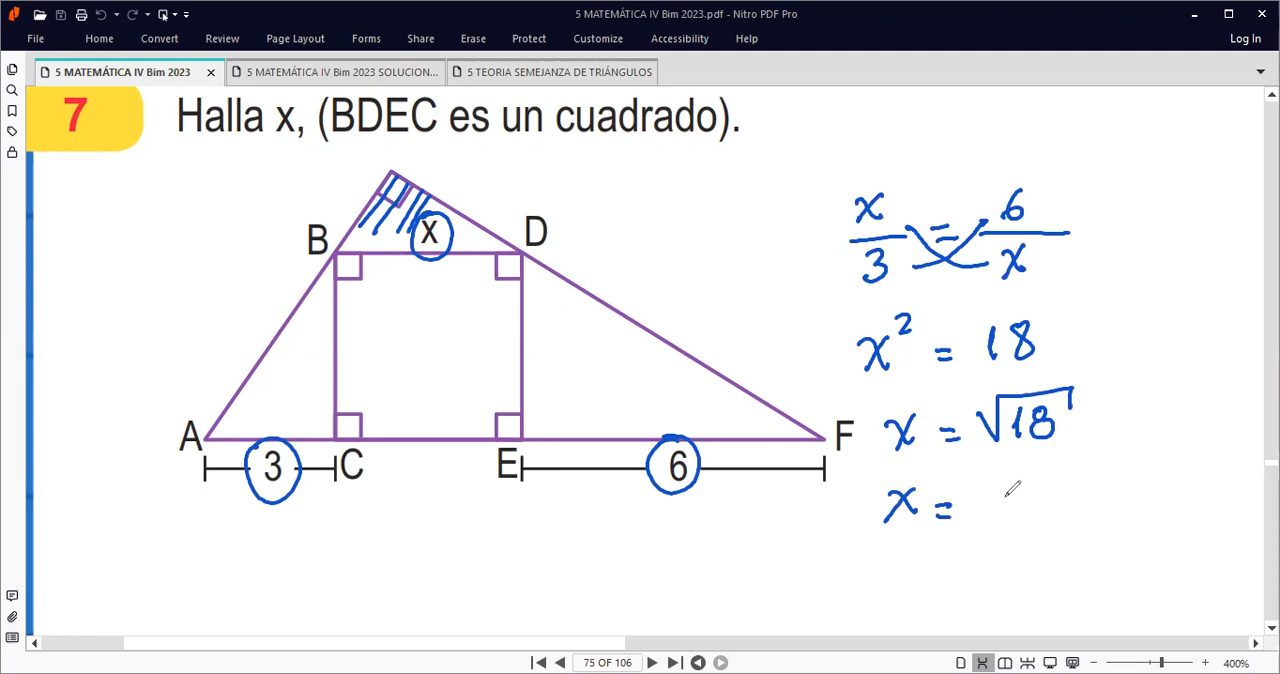 5 MATEMÁTICA IV Bim 2023.pdf - Nitro PDF Pro
File Home Convert Review Page Layout Forms Share Erase Protect Customize Accessibility Help Log In
5 MATEMÁTICA IV Bim 2023 5 MATEMÁTICA IV Bim 2023 SOLUCION... 5 TEORIA SEMEJANZA DE TRIÁNGULOS
7 Halla x, (BDEC es un cuadrado).
B x D
A 3 C E 6 F
x/3 = 6/x
x² = 18
x = √18
x =
75 OF 106
400%